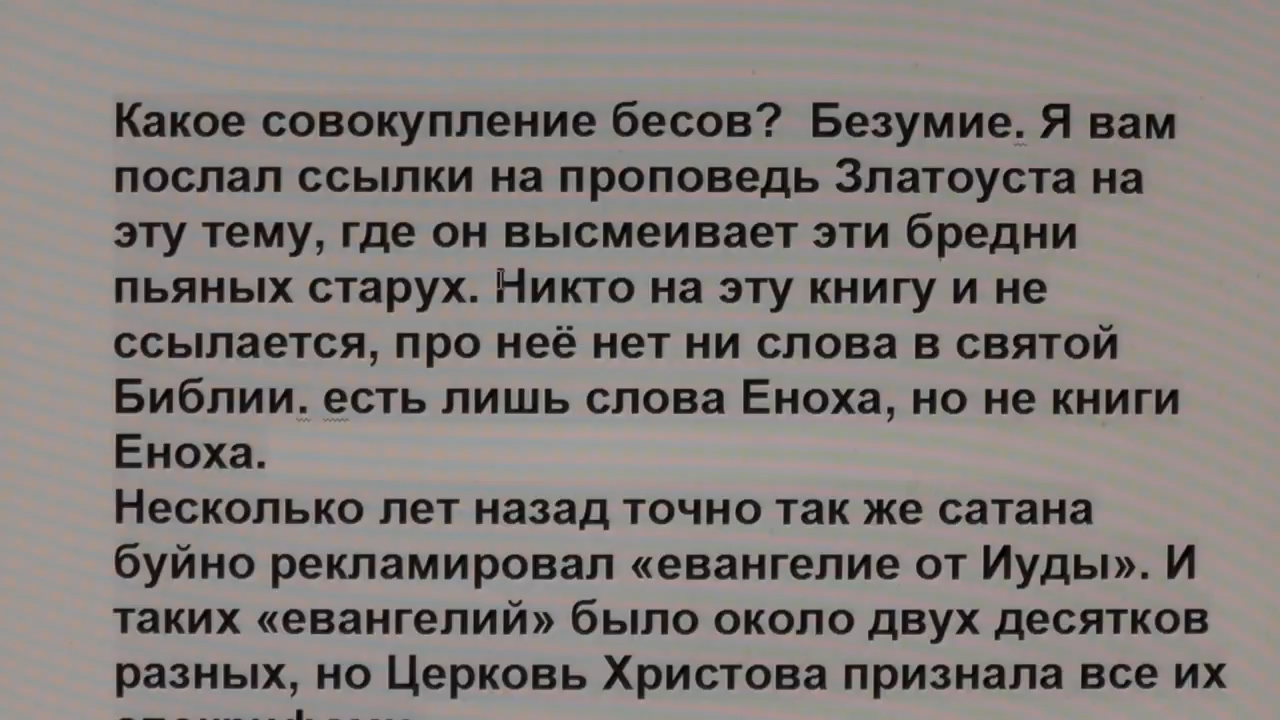 Какое совокупление бесов?  Безумие. Я вам
послал ссылки на проповедь Златоуста на
эту тему, где он высмеивает эти бредни
пьяных старух. Никто на эту книгу и не
ссылается, про неё нет ни слова в святой
Библии. есть лишь слова Еноха, но не книги
Еноха.
Несколько лет назад точно так же сатана
буйно рекламировал «евангелие от Иуды». И
таких «евангелий» было около двух десятков
разных, но Церковь Христова признала все их